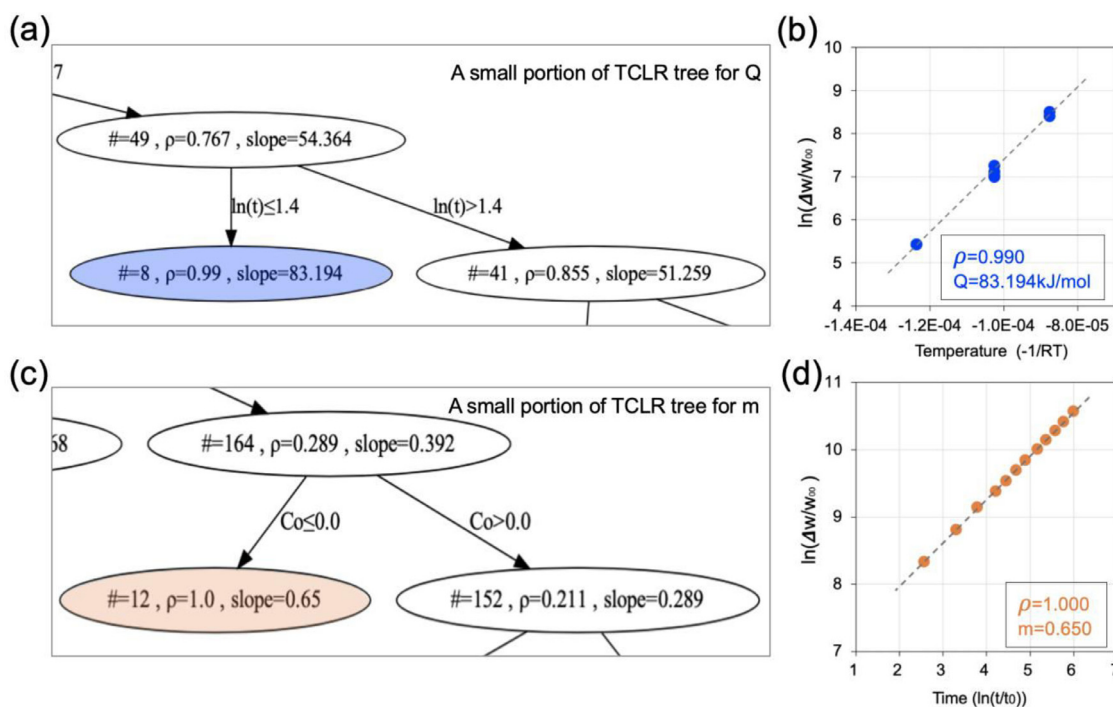 (a)
7
A small portion of TCLR tree for Q
#=49 , ρ=0.767 , slope=54.364
ln(t)≤1.4
ln(t)>1.4
#=8 , ρ=0.99 , slope=83.194
#=41 , ρ=0.855 , slope=51.259
(b)
ln(Δw/w∞)
10
9
8
7
6
5
4
ρ=0.990
Q=83.194kJ/mol
-1.4E-04
-1.2E-04
-1.0E-04
-8.0E-05
Temperature (-1/RT)
(c)
A small portion of TCLR tree for m
68
#=164 , ρ=0.289 , slope=0.392
Co≤0.0
Co>0.0
#=12 , ρ=1.0 , slope=0.65
#=152 , ρ=0.211 , slope=0.289
(d)
ln(Δw/w∞)
11
10
9
8
7
ρ=1.000
m=0.650
1
2
3
4
5
6
7
Time (ln(t/t0))